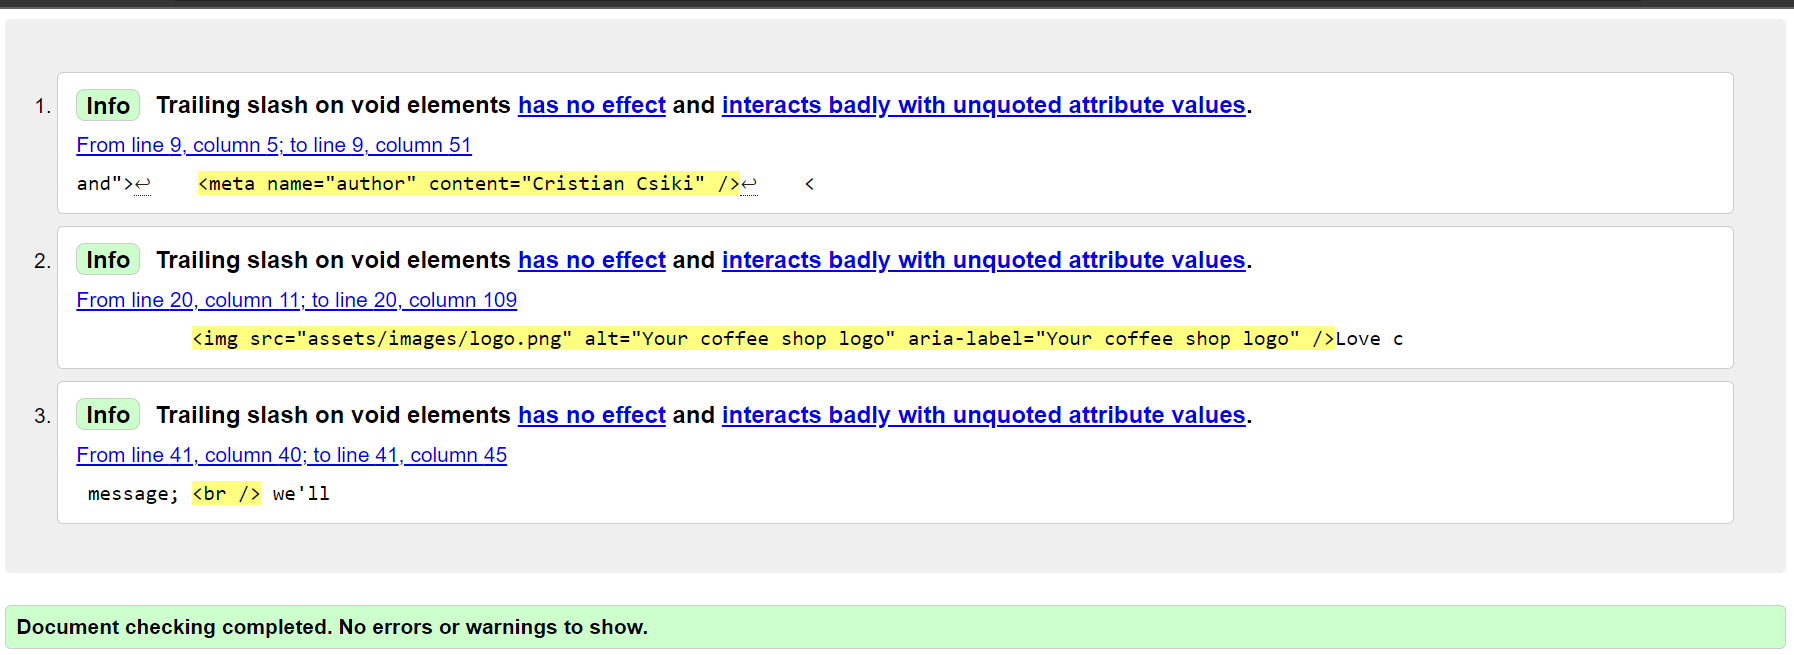 1. Info Trailing slash on void elements has no effect and interacts badly with unquoted attribute values.
From line 9, column 5; to line 9, column 51
and">↩    <meta name="author" content="Cristian Csiki" />↩    <
2. Info Trailing slash on void elements has no effect and interacts badly with unquoted attribute values.
From line 20, column 11; to line 20, column 109
<img src="assets/images/logo.png" alt="Your coffee shop logo" aria-label="Your coffee shop logo" />Love c
3. Info Trailing slash on void elements has no effect and interacts badly with unquoted attribute values.
From line 41, column 40; to line 41, column 45
message; <br /> we'll
Document checking completed. No errors or warnings to show.